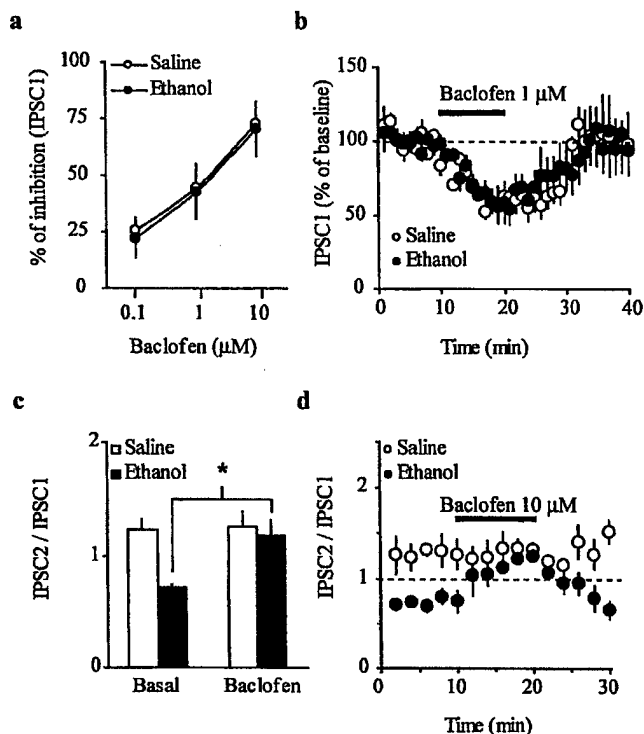 a
Saline
Ethanol
% of inhibition (IPSC1)
100
75
50
25
0
0.1
1
10
Baclofen (µM)
b
150
100
50
0
Baclofen 1 µM
IPSC1 (% of baseline)
Saline
Ethanol
0
10
20
30
40
Time (min)
c
Saline
Ethanol
*
IPSC2 / IPSC1
2
1
0
Basal
Baclofen
d
Saline
Ethanol
Baclofen 10 µM
IPSC2 / IPSC1
2
1
0
0
10
20
30
Time (min)